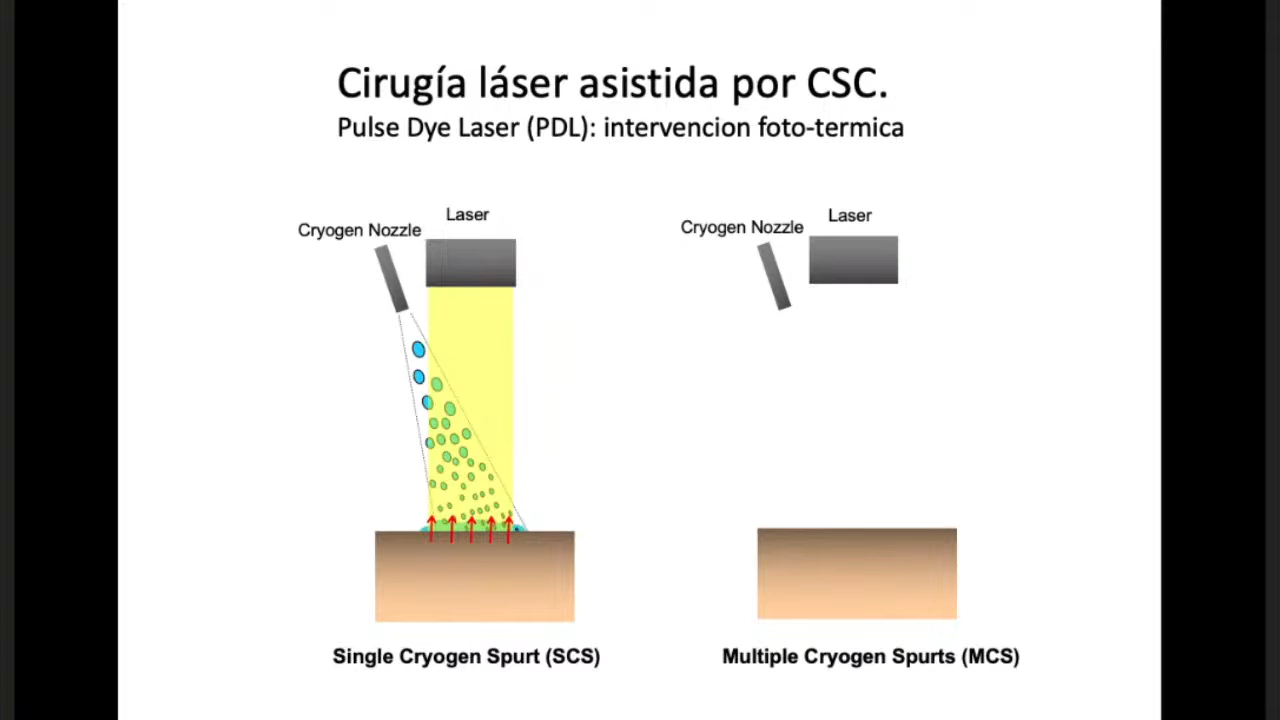 Cirugía láser asistida por CSC.
Pulse Dye Laser (PDL): intervencion foto-termica
Laser
Cryogen Nozzle
Laser
Cryogen Nozzle
Single Cryogen Spurt (SCS)
Multiple Cryogen Spurts (MCS)